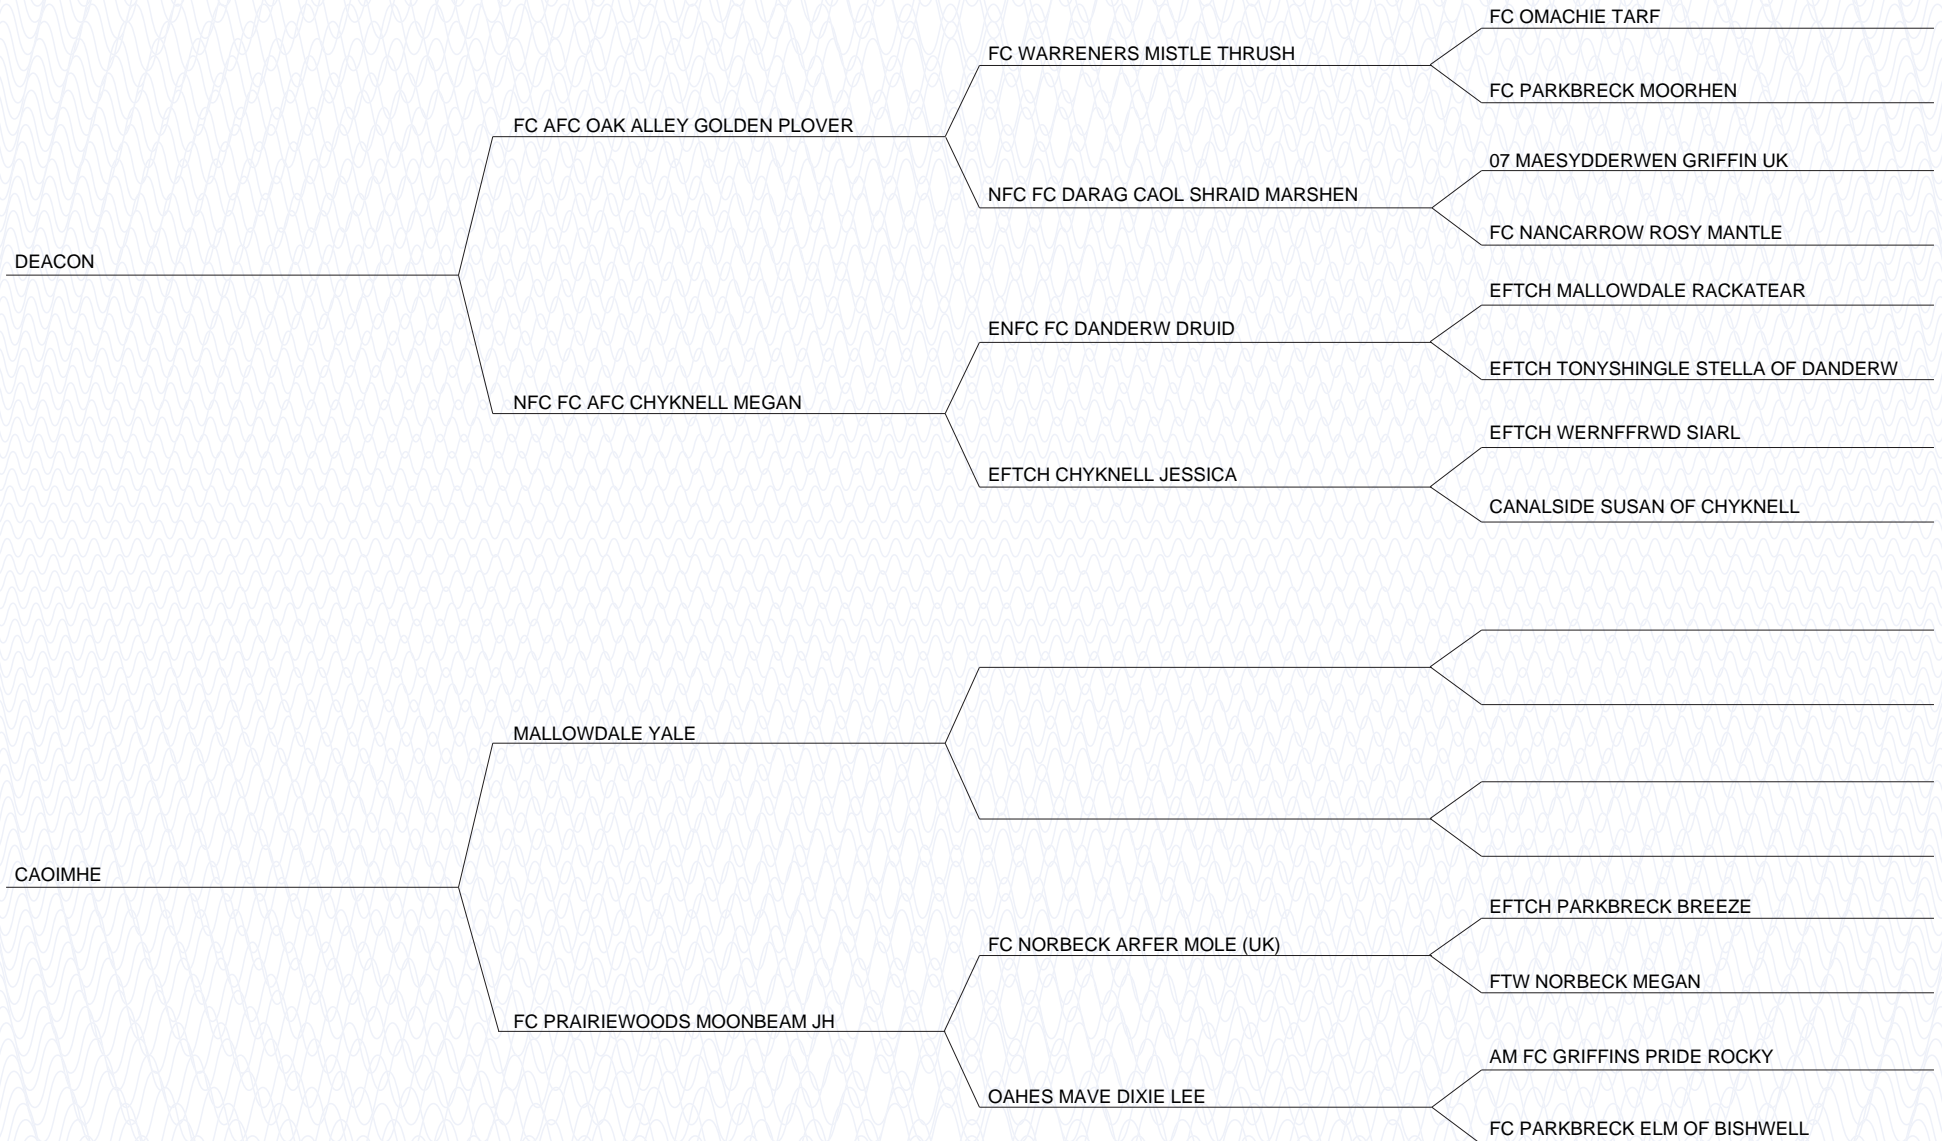 FC OMACHIE TARF
FC WARRENERS MISTLE THRUSH
FC PARKBRECK MOORHEN
FC AFC OAK ALLEY GOLDEN PLOVER
07 MAESYDDERWEN GRIFFIN UK
NFC FC DARAG CAOL SHRAID MARSHEN
FC NANCARROW ROSY MANTLE
DEACON
EFTCH MALLOWDALE RACKATEAR
ENFC FC DANDERW DRUID
EFTCH TONYSHINGLE STELLA OF DANDERW
NFC FC AFC CHYKNELL MEGAN
EFTCH WERNFFRWD SIARL
EFTCH CHYKNELL JESSICA
CANALSIDE SUSAN OF CHYKNELL
MALLOWDALE YALE
CAOIMHE
EFTCH PARKBRECK BREEZE
FC NORBECK ARFER MOLE (UK)
FTW NORBECK MEGAN
FC PRAIRIEWOODS MOONBEAM JH
AM FC GRIFFINS PRIDE ROCKY
OAHES MAVE DIXIE LEE
FC PARKBRECK ELM OF BISHWELL